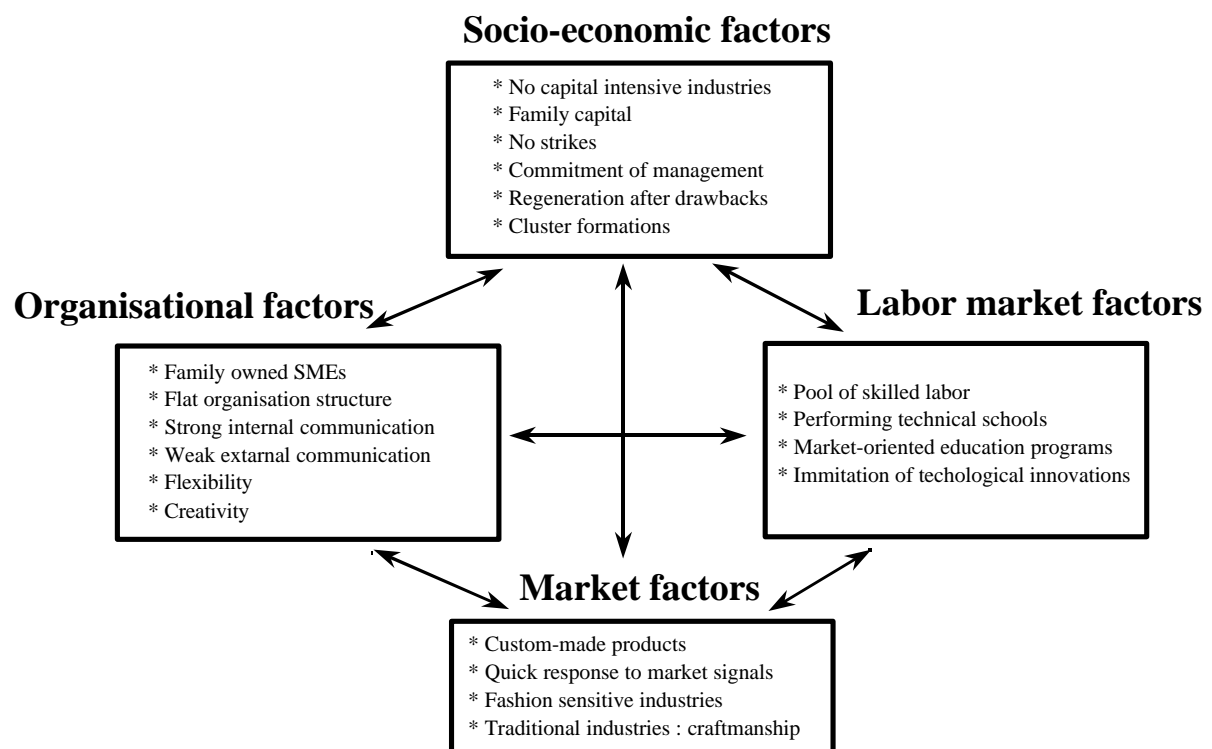 Socio-economic factors
* No capital intensive industries
* Family capital
* No strikes
* Commitment of management
* Regeneration after drawbacks
* Cluster formations
Organisational factors
* Family owned SMEs
* Flat organisation structure
* Strong internal communication
* Weak extarnal communication
* Flexibility
* Creativity
Labor market factors
* Pool of skilled labor
* Performing technical schools
* Market-oriented education programs
* Immitation of techological innovations
Market factors
* Custom-made products
* Quick response to market signals
* Fashion sensitive industries
* Traditional industries : craftmanship